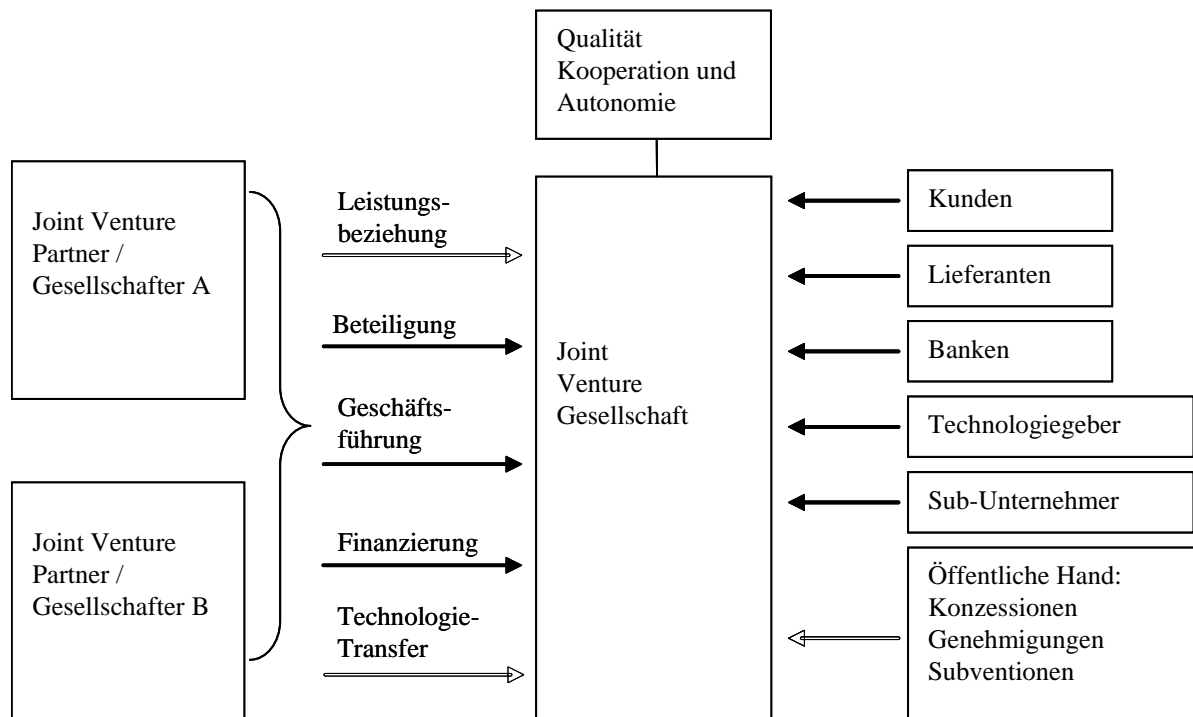 Qualität
Kooperation und
Autonomie
Joint Venture
Partner /
Gesellschafter A
Joint Venture
Partner /
Gesellschafter B
Leistungs-
beziehung
Beteiligung
Geschäfts-
führung
Finanzierung
Technologie-
Transfer
Joint
Venture
Gesellschaft
Kunden
Lieferanten
Banken
Technologiegeber
Sub-Unternehmer
Öffentliche Hand:
Konzessionen
Genehmigungen
Subventionen